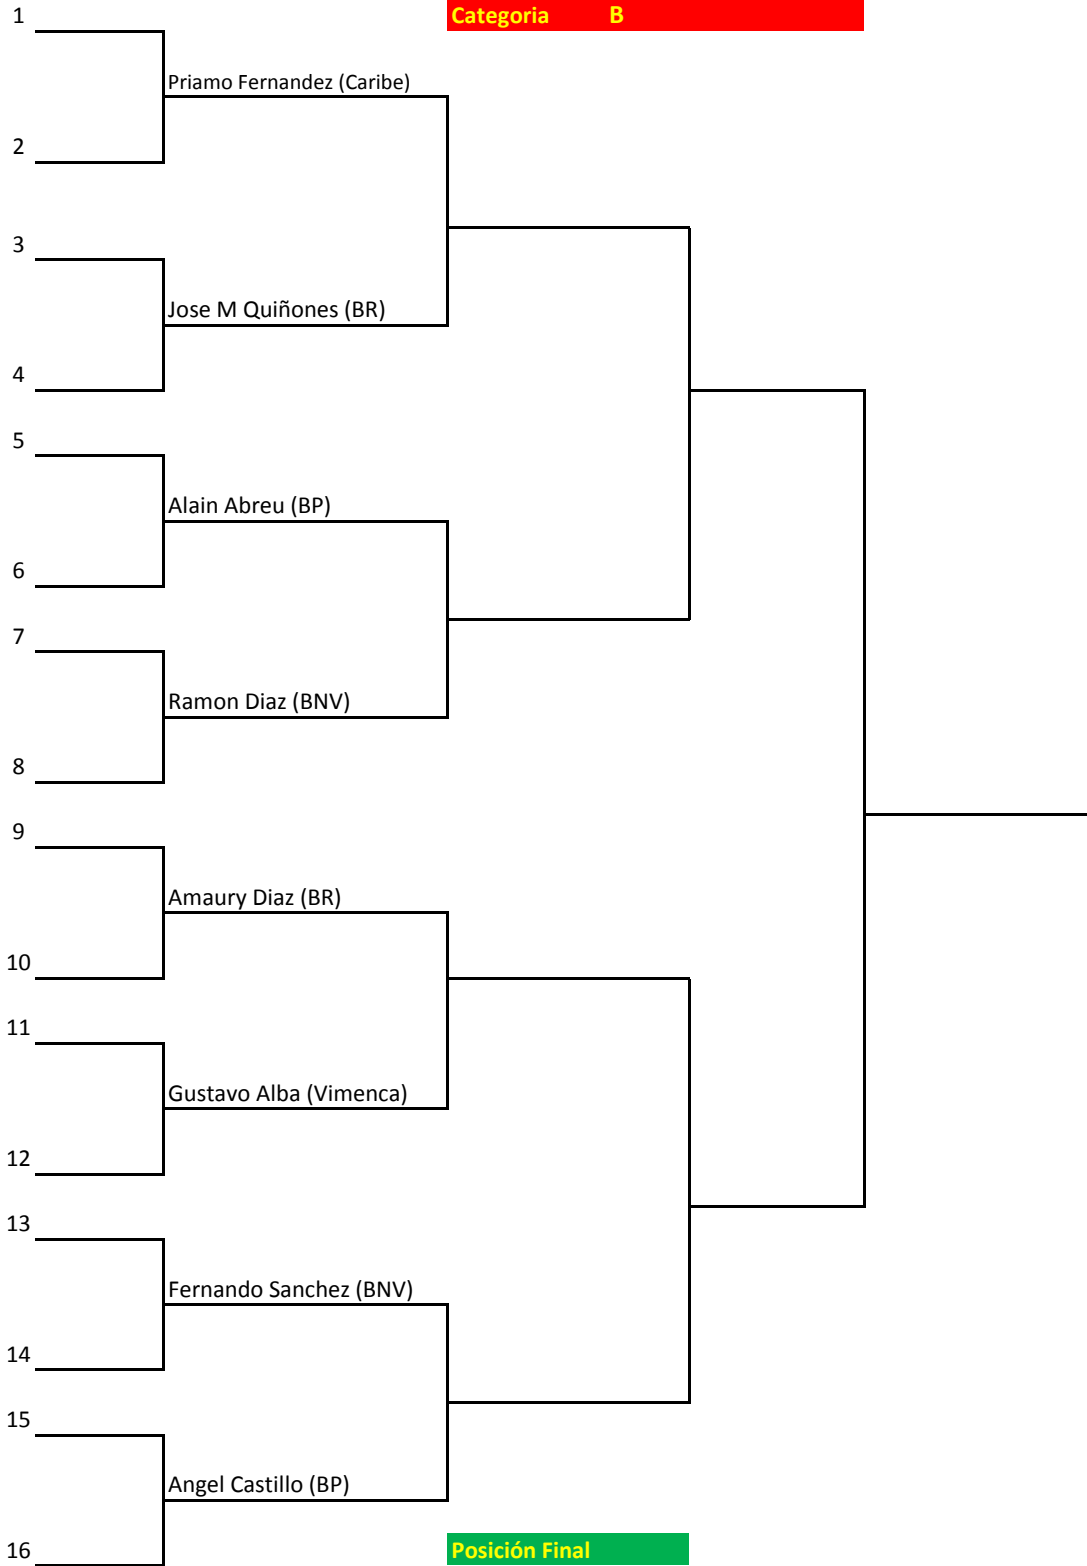 1
Categoria B
Priamo Fernandez (Caribe)
2
3
Jose M Quiñones (BR)
4
5
Alain Abreu (BP)
6
7
Ramon Diaz (BNV)
8
9
Amaury Diaz (BR)
10
11
Gustavo Alba (Vimenca)
12
13
Fernando Sanchez (BNV)
14
15
Angel Castillo (BP)
16
Posición Final